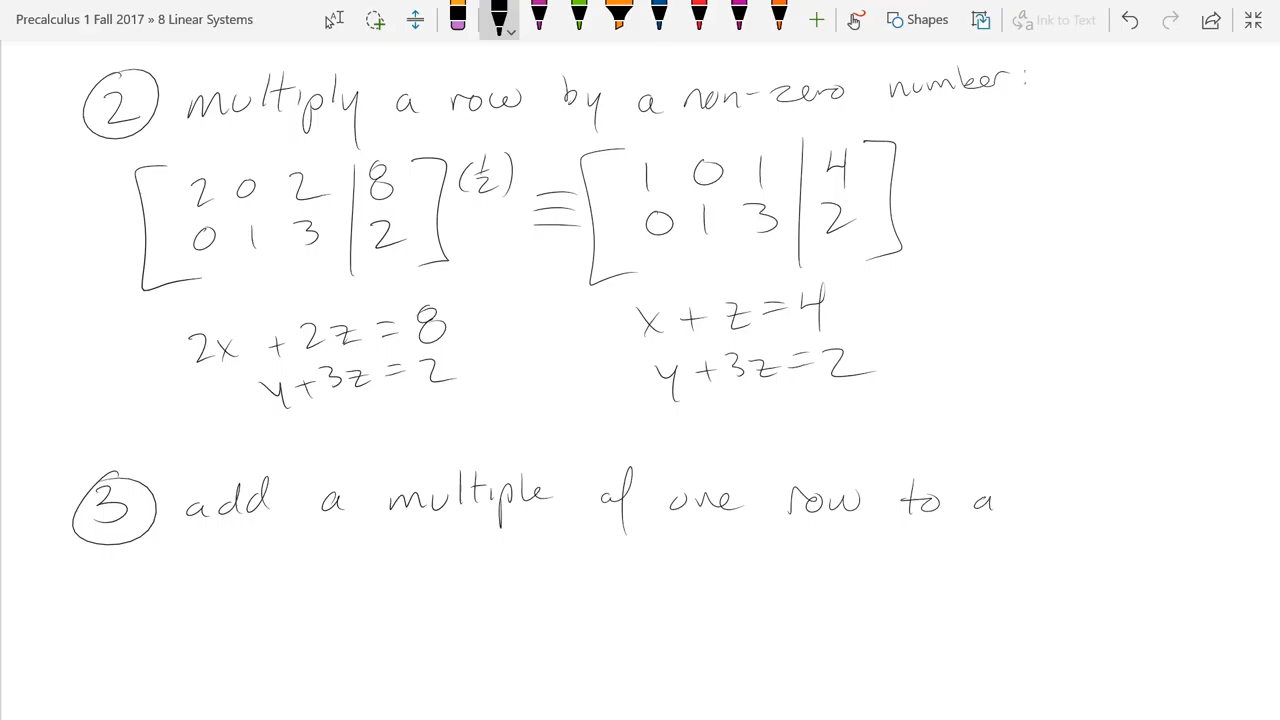 Precalculus 1 Fall 2017 » 8 Linear Systems
Shapes
Ink to Text
2 multiply a row by a non-zero number:
[ 2 0 2 | 8 ] (1/2) ≡ [ 1 0 1 | 4 ]
[ 0 1 3 | 2 ] [ 0 1 3 | 2 ]
2x + 2z = 8 x + z = 4
y + 3z = 2 y + 3z = 2
3 add a multiple of one row to a